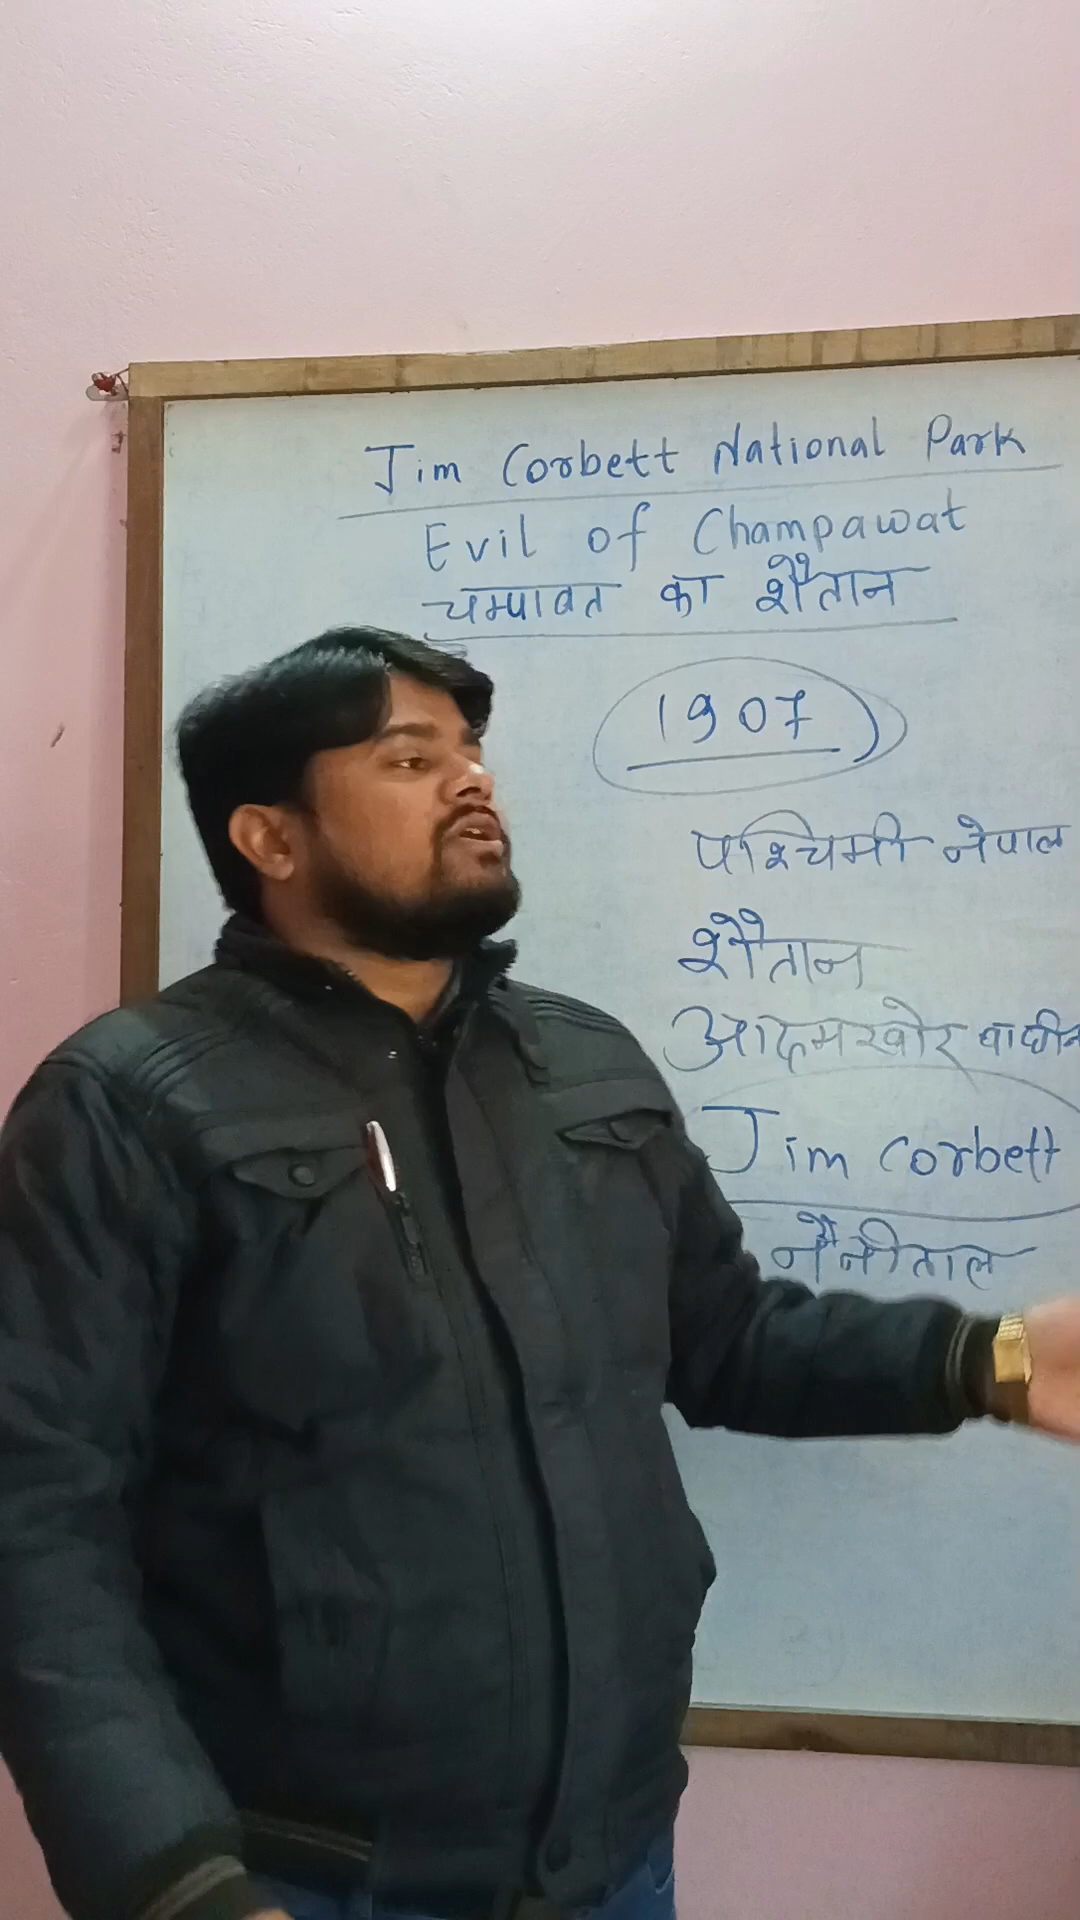 Jim Corbett National Park
Evil of Champawat
चम्पावत का शैतान
1907
पश्चिमी नेपाल
शैतान
आदमखोर बाघीन
Jim Corbett
नैनीताल